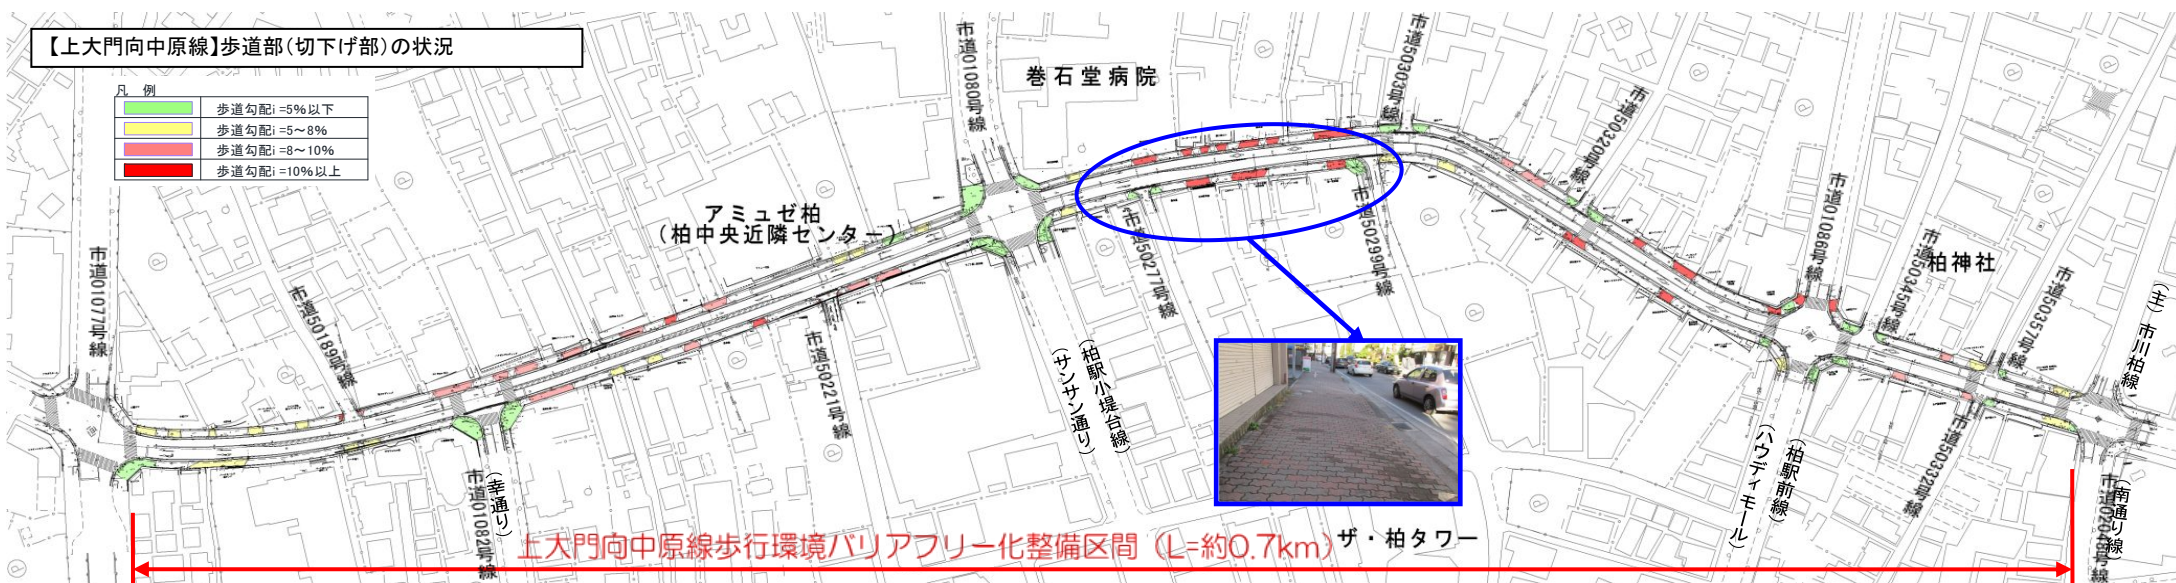 【上大門向中原線】歩道部(切下げ部)の状況
凡 例
歩道勾配i=5%以下
歩道勾配i=5～8%
歩道勾配i=8～10%
歩道勾配i=10%以上
市道01077号線
市道50189号線
市道01082号線
(幸通り)
アミュゼ柏
(柏中央近隣センター)
市道50221号線
市道01080号線
巻石堂病院
(サンサン通り)
(柏駅小堤台線)
市道50277号線
市道50299号線
市道50303号線
市道50320号線
市道01086号線
市道50345号線
柏神社
市道50357号線
(主)市川柏線
(ハウディモール)
(柏駅前線)
市道50332号線
市道02048号線
(南通り線)
ザ・柏タワー
上大門向中原線歩行環境バリアフリー化整備区間 (L=約0.7km)